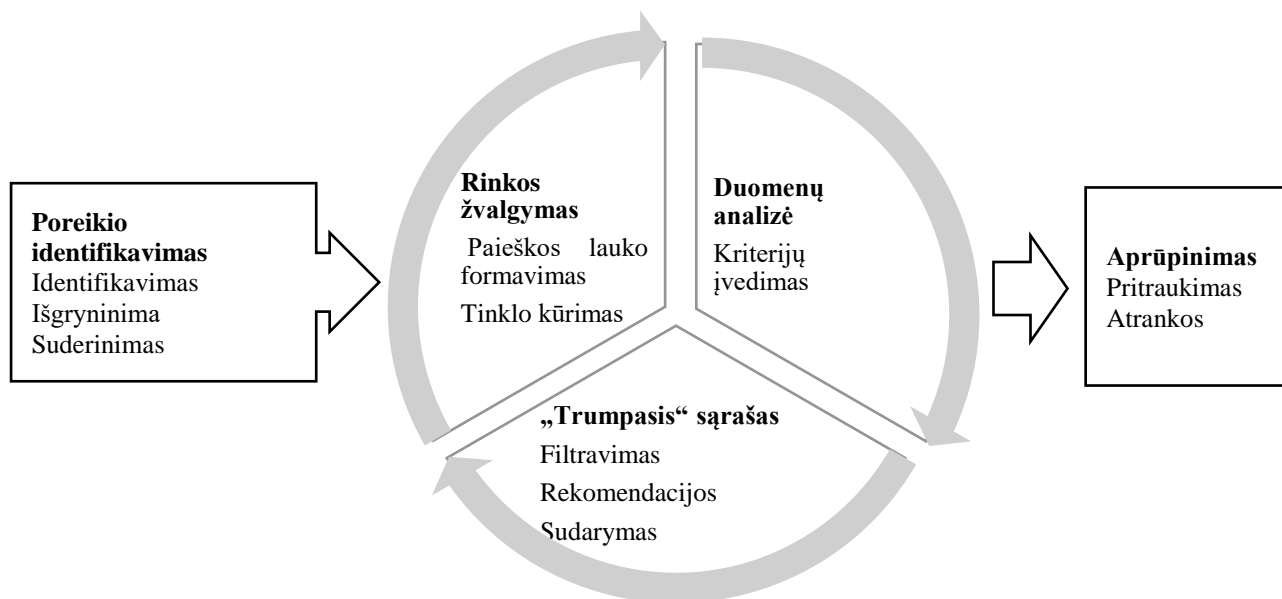 Poreikio
identifikavimas
Identifikavimas
Išgryninima
Suderinimas
Rinkos
žvalgymas
Paieškos lauko
formavimas
Tinklo kūrimas
Duomenų
analizė
Kriterijų
įvedimas
„Trumpasis“ sąrašas
Filtravimas
Rekomendacijos
Sudarymas
Aprūpinimas
Pritraukimas
Atrankos